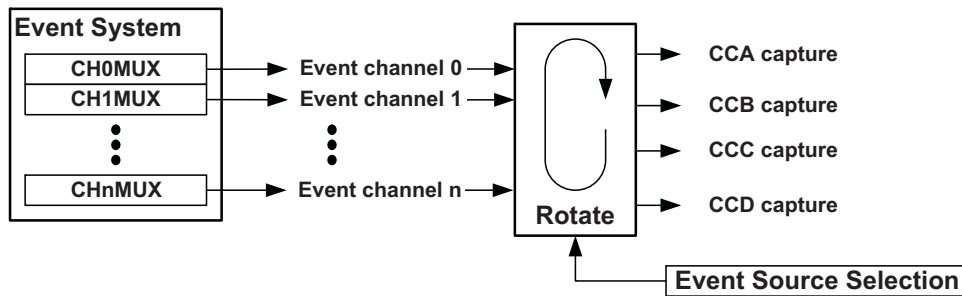 Event System
CH0MUX
Event channel 0
CCA capture
CH1MUX
Event channel 1
CCB capture
CCC capture
CHnMUX
Event channel n
CCD capture
Rotate
Event Source Selection